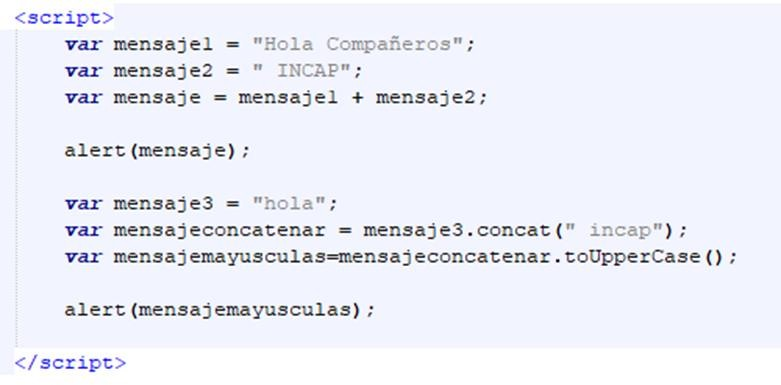 <script>
var mensaje1 = "Hola Compañeros";
var mensaje2 = " INCAP";
var mensaje = mensaje1 + mensaje2;
alert(mensaje);
var mensaje3 = "hola";
var mensajeconcatenar = mensaje3.concat(" incap");
var mensajemayusculas=mensajeconcatenar.toUpperCase();
alert(mensajemayusculas);
</script>